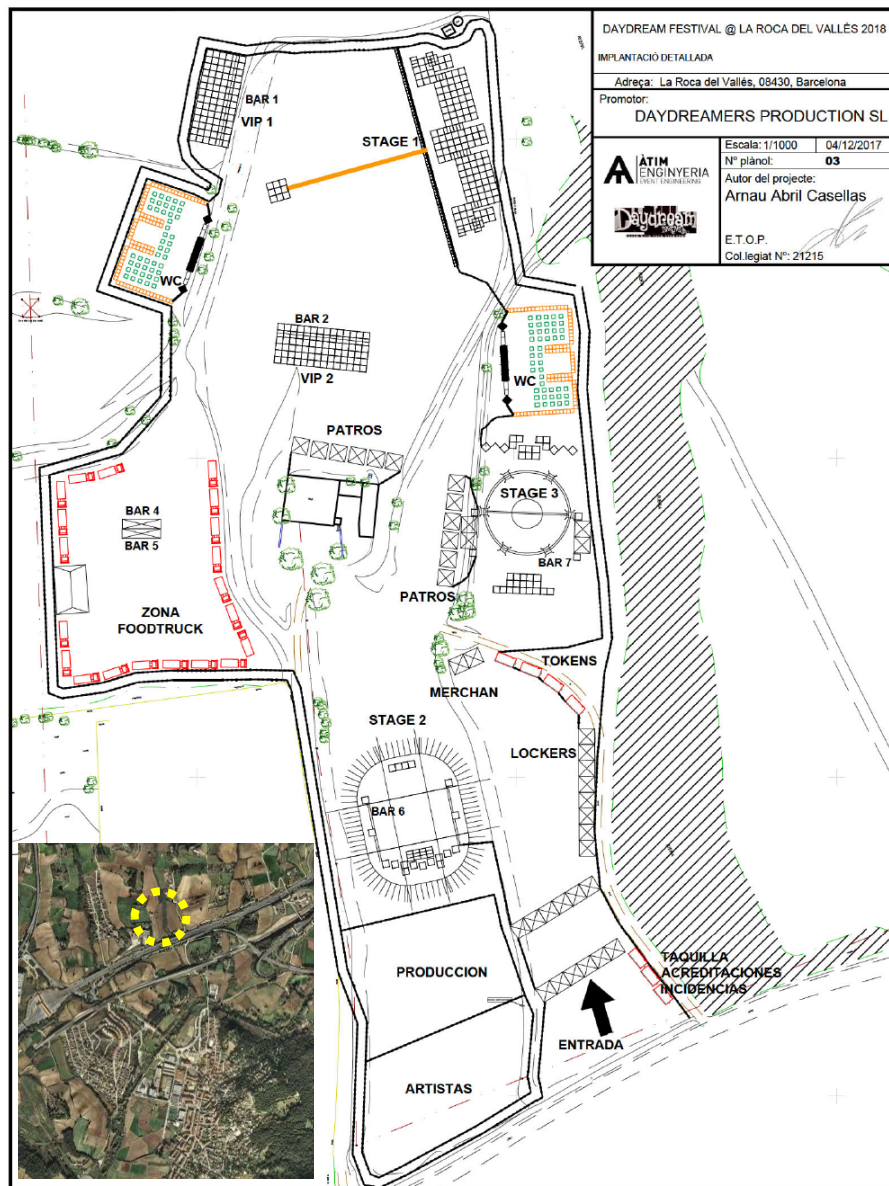 DAYDREAM FESTIVAL @ LA ROCA DEL VALLÈS 2018
IMPLANTACIÓ DETALLADA
Adreça: La Roca del Vallés, 08430, Barcelona
Promotor:
DAYDREAMERS PRODUCTION SL
ÀTIM
ENGINYERIA
EVENT ENGINEERING
Daydream
Escala: 1/1000
04/12/2017
Nº plànol:
03
Autor del projecte:
Arnau Abril Casellas
E.T.O.P.
Col.legiat Nº: 21215
BAR 1
VIP 1
STAGE 1
WC
BAR 2
VIP 2
WC
PATROS
STAGE 3
BAR 4
BAR 5
BAR 7
PATROS
ZONA
FOODTRUCK
TOKENS
MERCHAN
STAGE 2
LOCKERS
BAR 6
PRODUCCION
TAQUILLA
ACREDITACIONES
INCIDENCIAS
ENTRADA
ARTISTAS